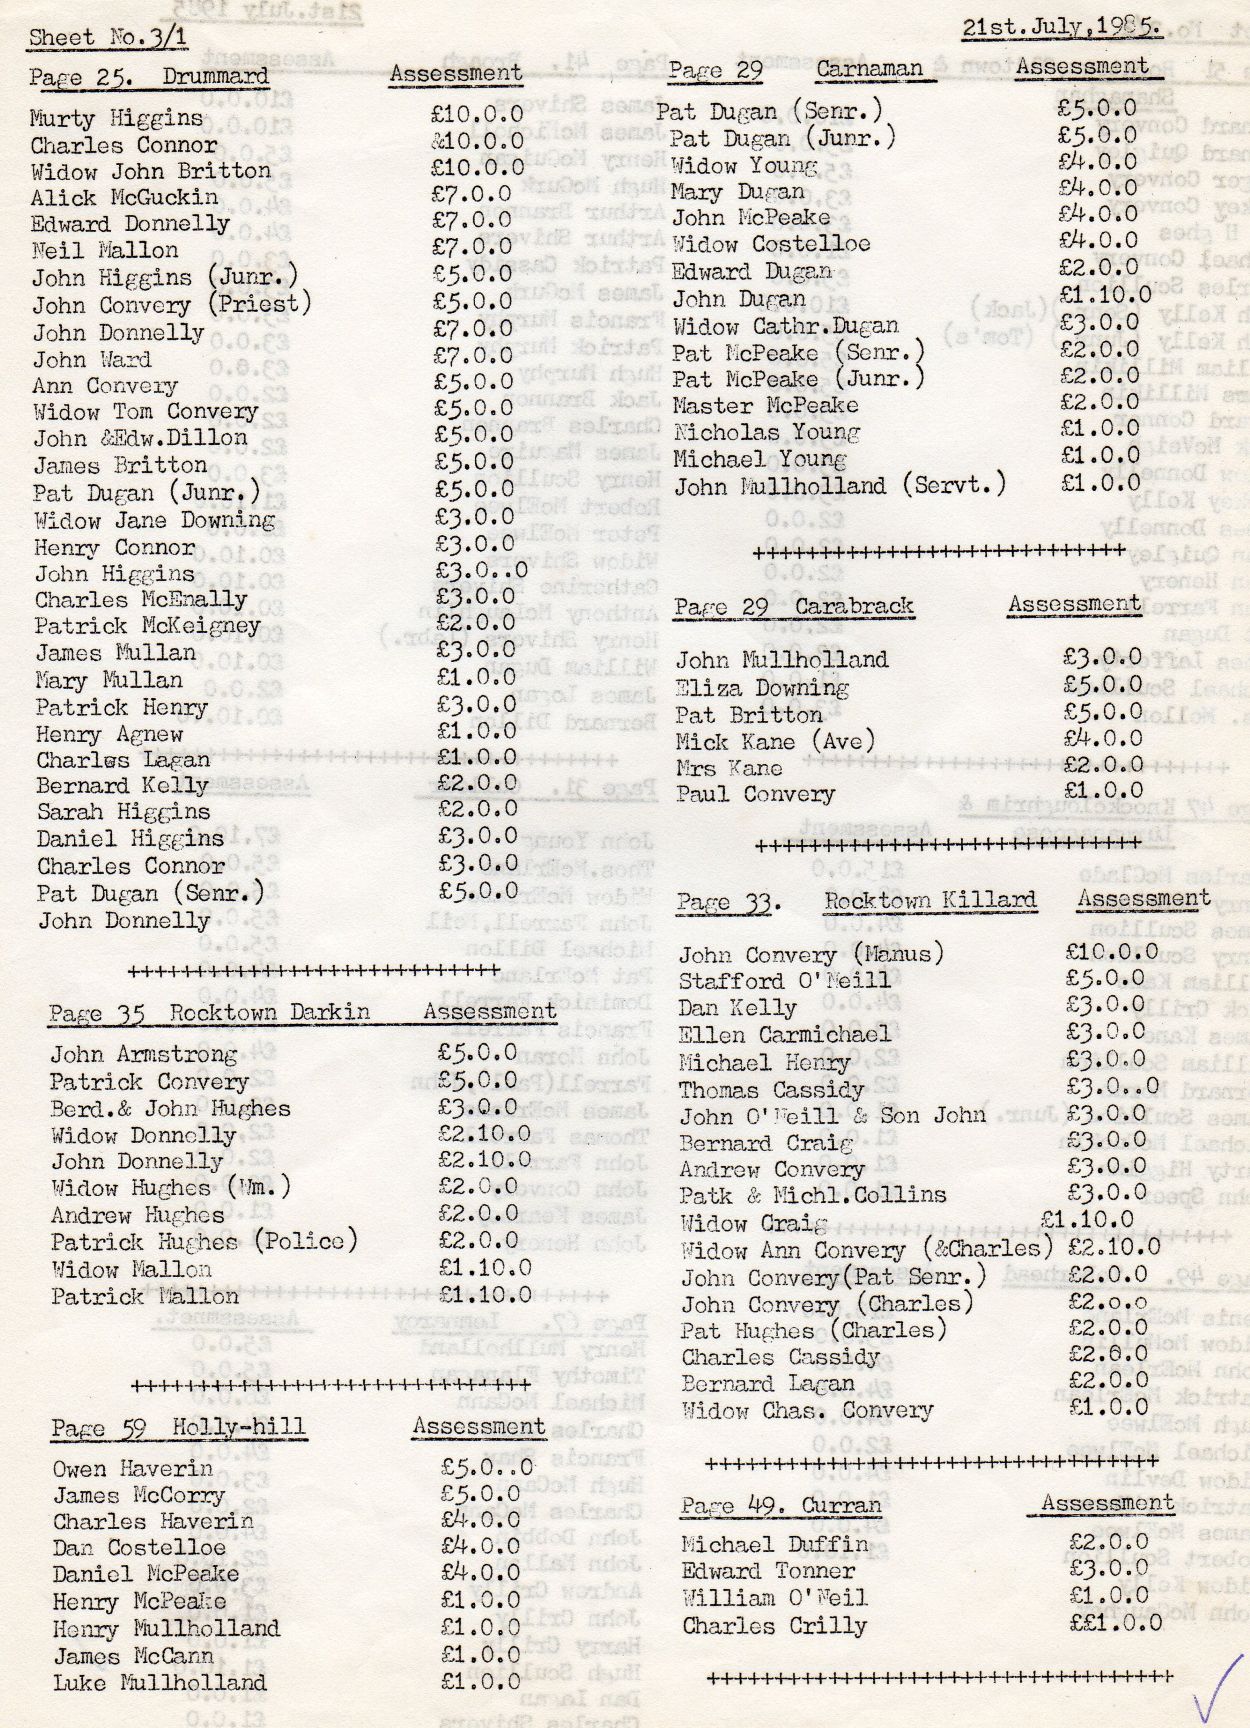 Sheet No.3/1
21st.July,1985.
Page 25. Drummard Assessment
Murty Higgins £10.0.0
Charles Connor &10.0.0
Widow John Britton £10.0.0
Alick McGuckin £7.0.0
Edward Donnelly £7.0.0
Neil Mallon £7.0.0
John Higgins (Junr.) £5.0.0
John Convery (Priest) £5.0.0
John Donnelly £7.0.0
John Ward £7.0.0
Ann Convery £5.0.0
Widow Tom Convery £5.0.0
John &Edw.Dillon £5.0.0
James Britton £5.0.0
Pat Dugan (Junr.) £5.0.0
Widow Jane Downing £3.0.0
Henry Connor £3.0.0
John Higgins £3.0..0
Charles McEnally £3.0.0
Patrick McKeigney £2.0.0
James Mullan £3.0.0
Mary Mullan £1.0.0
Patrick Henry £3.0.0
Henry Agnew £1.0.0
Charles Lagan £1.0.0
Bernard Kelly £2.0.0
Sarah Higgins £2.0.0
Daniel Higgins £3.0.0
Charles Connor £3.0.0
Pat Dugan (Senr.) £5.0.0
John Donnelly
++++++++++++++++++++++++++++
Page 35 Rocktown Darkin Assessment
John Armstrong £5.0.0
Patrick Convery £5.0.0
Berd.& John Hughes £3.0.0
Widow Donnelly £2.10.0
John Donnelly £2.10.0
Widow Hughes (Wm.) £2.0.0
Andrew Hughes £2.0.0
Patrick Hughes (Police) £2.0.0
Widow Mallon £1.10.0
Patrick Mallon £1.10.0
++++++++++++++++++++++++++++++
Page 59 Holly-hill Assessment
Owen Haverin £5.0..0
James McCorry £5.0.0
Charles Haverin £4.0.0
Dan Costelloe £4.0.0
Daniel McPeake £4.0.0
Henry McPeake £1.0.0
Henry Mullholland £1.0.0
James McCann £1.0.0
Luke Mullholland £1.0.0
Page 29 Carnaman Assessment
Pat Dugan (Senr.) £5.0.0
Pat Dugan (Junr.) £5.0.0
Widow Young £4.0.0
Mary Dugan £4.0.0
John McPeake £4.0.0
Widow Costelloe £4.0.0
Edward Dugan £2.0.0
John Dugan £1.10.0
Widow Cathr.Dugan £3.0.0
Pat McPeake (Senr.) £2.0.0
Pat McPeake (Junr.) £2.0.0
Master McPeake £2.0.0
Nicholas Young £1.0.0
Michael Young £1.0.0
John Mullholland (Servt.) £1.0.0
++++++++++++++++++++++++++++
Page 29 Carabrack Assessment
John Mullholland £3.0.0
Eliza Downing £5.0.0
Pat Britton £5.0.0
Mick Kane (Ave) £4.0.0
Mrs Kane £2.0.0
Paul Convery £1.0.0
+++++++++++++++++++++++++++++
Page 33. Rocktown Killard Assessment
John Convery (Manus) £10.0.0
Stafford O'Neill £5.0.0
Dan Kelly £3.0.0
Ellen Carmichael £3.0.0
Michael Henry £3.0.0
Thomas Cassidy £3.0..0
John O'Neill & Son John £3.0.0
Bernard Craig £3.0.0
Andrew Convery £3.0.0
Patk & Michl.Collins £3.0.0
Widow Craig £1.10.0
Widow Ann Convery (&Charles) £2.10.0
John Convery(Pat Senr.) £2.0.0
John Convery (Charles) £2.o.o
Pat Hughes (Charles) £2.0.0
Charles Cassidy £2.0.0
Bernard Lagan £2.0.0
Widow Chas. Convery £1.0.0
++++++++++++++++++++++++++++++++++
Page 49. Curran Assessment
Michael Duffin £2.0.0
Edward Tonner £3.0.0
William O'Neil £1.0.0
Charles Crilly ££1.0.0
+++++++++++++++++++++++++++++++++++